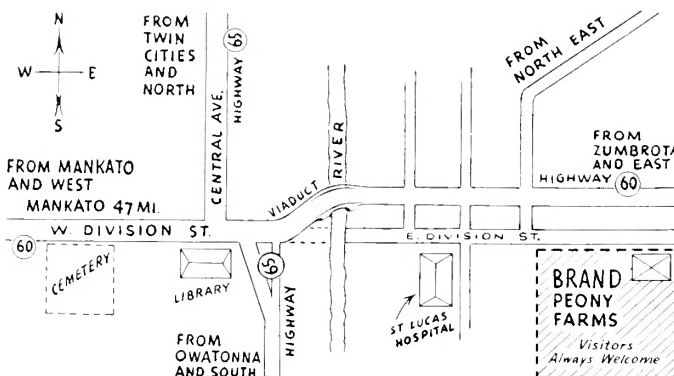 N
W E
S
FROM
TWIN
CITIES
AND
NORTH
CENTRAL AVE.
HIGHWAY 65
RIVER
FROM
NORTH EAST
FROM
ZUMBROTA
AND EAST
HIGHWAY 60
FROM MANKATO
AND WEST
MANKATO 47 MI.
VIADUCT
W. DIVISION ST.
E. DIVISION ST.
60
CEMETERY
LIBRARY
65
HIGHWAY
FROM
OWATONNA
AND SOUTH
ST LUCAS
HOSPITAL
BRAND
PEONY
FARMS
Visitors
Always Welcome